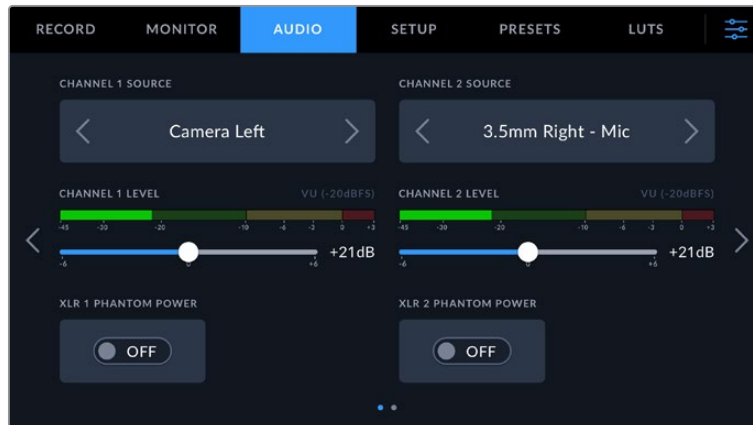 RECORD MONITOR AUDIO SETUP PRESETS LUTS
CHANNEL 1 SOURCE CHANNEL 2 SOURCE
Camera Left 3.5mm Right - Mic
CHANNEL 1 LEVEL VU (-20dBFS) CHANNEL 2 LEVEL VU (-20dBFS)
-45 -30 -20 -10 -6 -3 0 +3 -45 -30 -20 -10 -6 -3 0 +3
+21dB +21dB
-6 0 +6 -6 0 +6
XLR 1 PHANTOM POWER XLR 2 PHANTOM POWER
OFF OFF